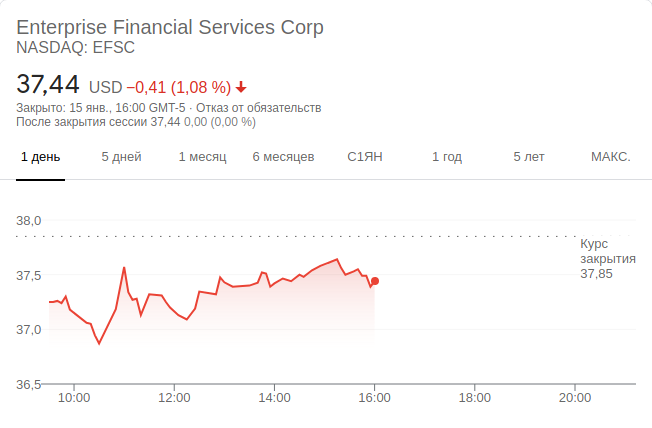 Enterprise Financial Services Corp
NASDAQ: EFSC
37,44 USD −0,41 (1,08 %)
Закрыто: 15 янв., 16:00 GMT-5 · Отказ от обязательств
После закрытия сессии 37,44 0,00 (0,00 %)
1 день 5 дней 1 месяц 6 месяцев С1ЯН 1 год 5 лет МАКС.
38,0
Курс
закрытия
37,85
37,5
37,0
36,5
10:00 12:00 14:00 16:00 18:00 20:00